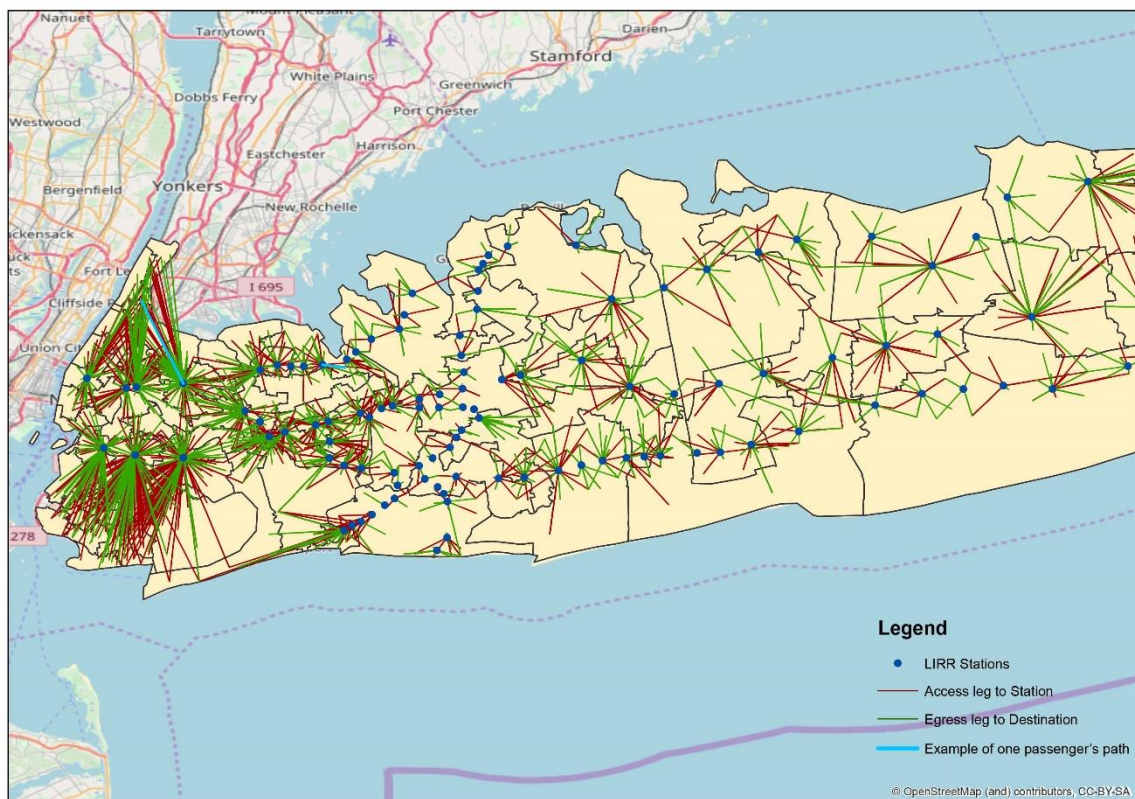 Nanuet
Tarrytown
Darien
Stamford
White Plains
Greenwich
Dobbs Ferry
Port Chester
Westwood
Harrison
Eastchester
Bergenfield
Yonkers
New Rochelle
Fort Le
I 695
Cliffside
Union Cit
278
Legend
LIRR Stations
Access leg to Station
Egress leg to Destination
Example of one passenger's path
© OpenStreetMap (and) contributors, CC-BY-SA